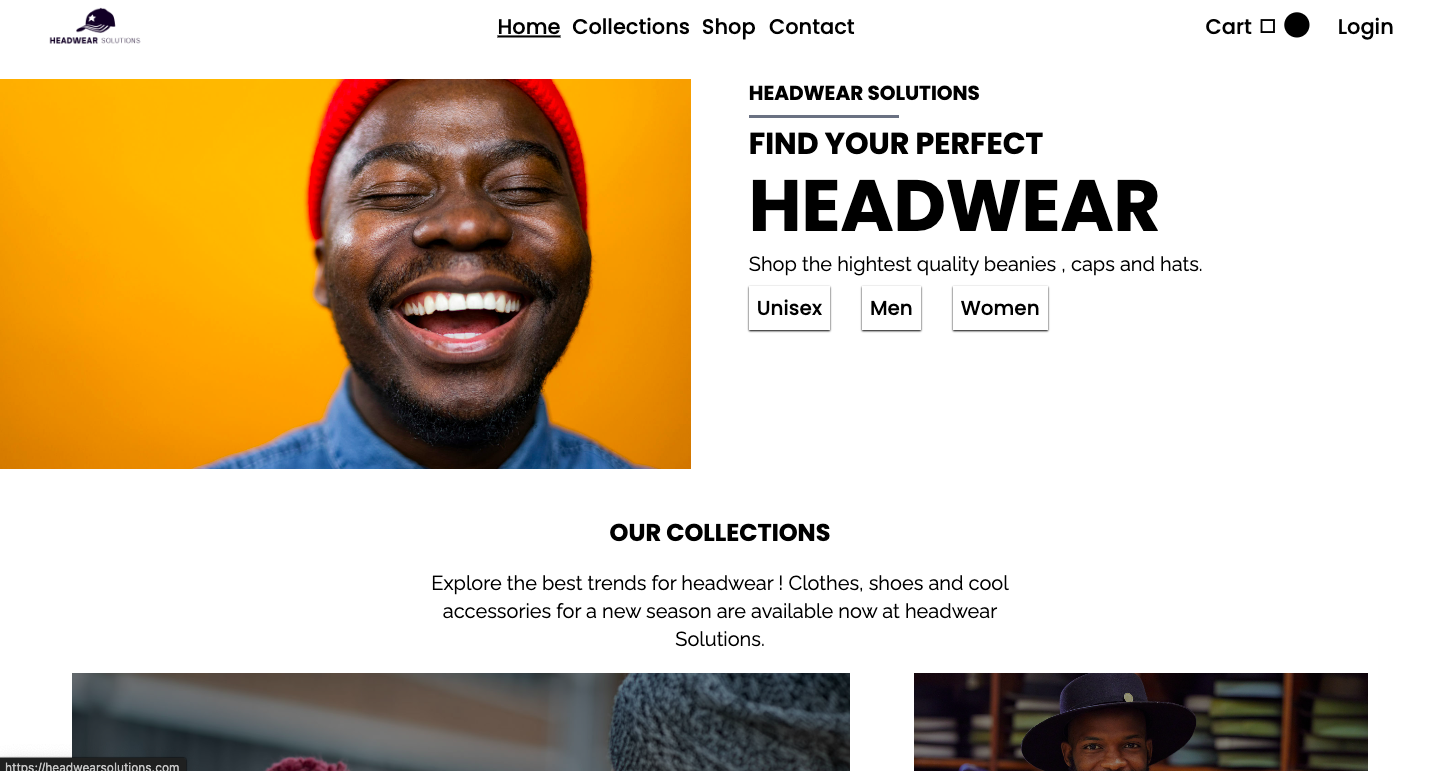 HEADWEAR SOLUTIONS
Home Collections Shop Contact
Cart Login
HEADWEAR SOLUTIONS
FIND YOUR PERFECT
HEADWEAR
Shop the hightest quality beanies , caps and hats.
Unisex Men Women
OUR COLLECTIONS
Explore the best trends for headwear ! Clothes, shoes and cool
accessories for a new season are available now at headwear
Solutions.
https://headwearsolutions.com